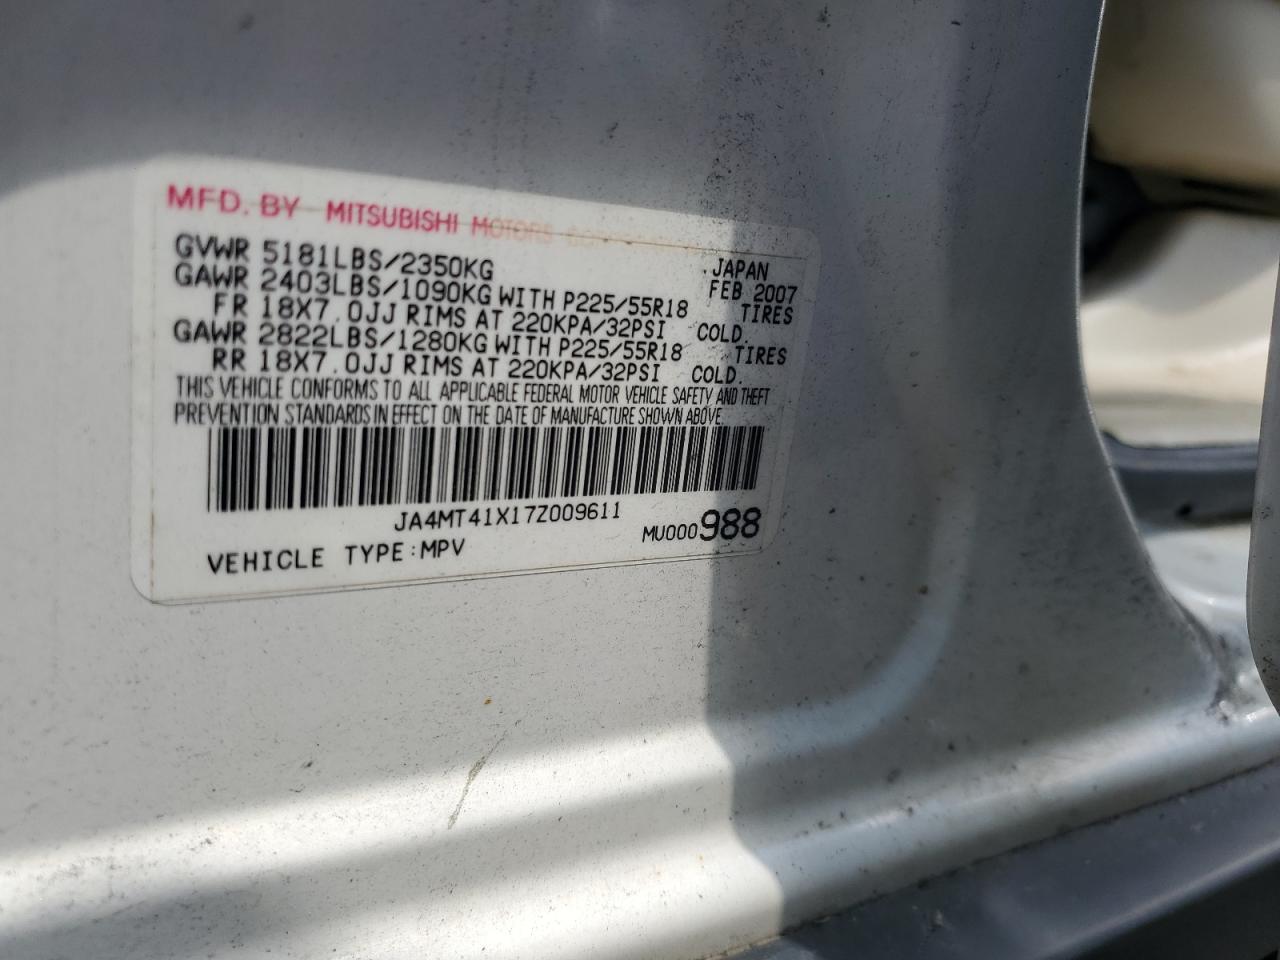 MFD. BY MITSUBISHI MOTORS CORPORATION
GVWR 5181LBS/2350KG JAPAN
GAWR 2403LBS/1090KG WITH P225/55R18 FEB 2007
FR 18X7.0JJ RIMS AT 220KPA/32PSI COLD. TIRES
GAWR 2822LBS/1280KG WITH P225/55R18 TIRES
RR 18X7.0JJ RIMS AT 220KPA/32PSI COLD.
THIS VEHICLE CONFORMS TO ALL APPLICABLE FEDERAL MOTOR VEHICLE SAFETY AND THEFT
PREVENTION STANDARDS IN EFFECT ON THE DATE OF MANUFACTURE SHOWN ABOVE.
JA4MT41X17Z009611
MU000988
VEHICLE TYPE:MPV